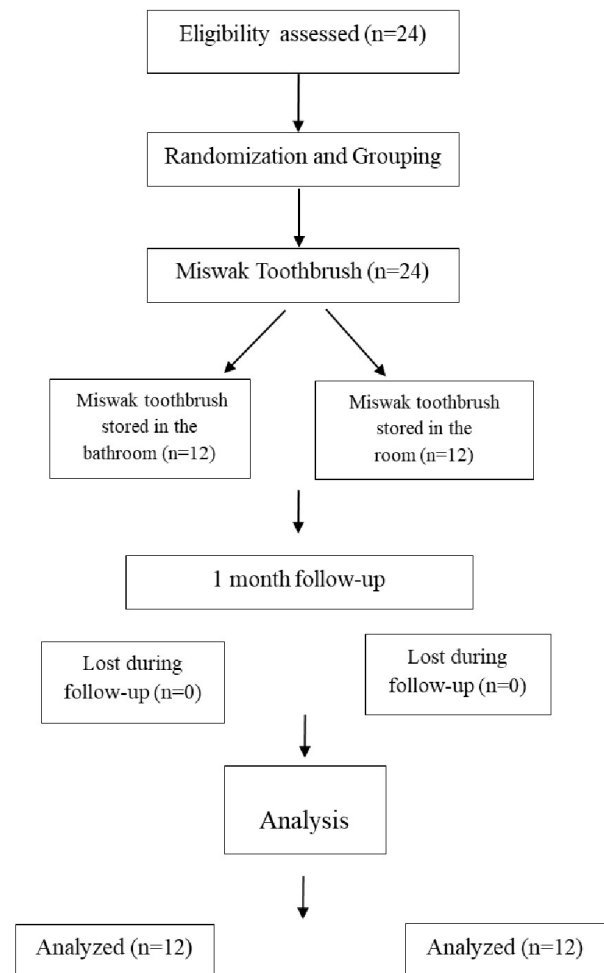 Eligibility assessed (n=24)
Randomization and Grouping
Miswak Toothbrush (n=24)
Miswak toothbrush
stored in the
bathroom (n=12)
Miswak toothbrush
stored in the
room (n=12)
1 month follow-up
Lost during
follow-up (n=0)
Lost during
follow-up (n=0)
Analysis
Analyzed (n=12)
Analyzed (n=12)